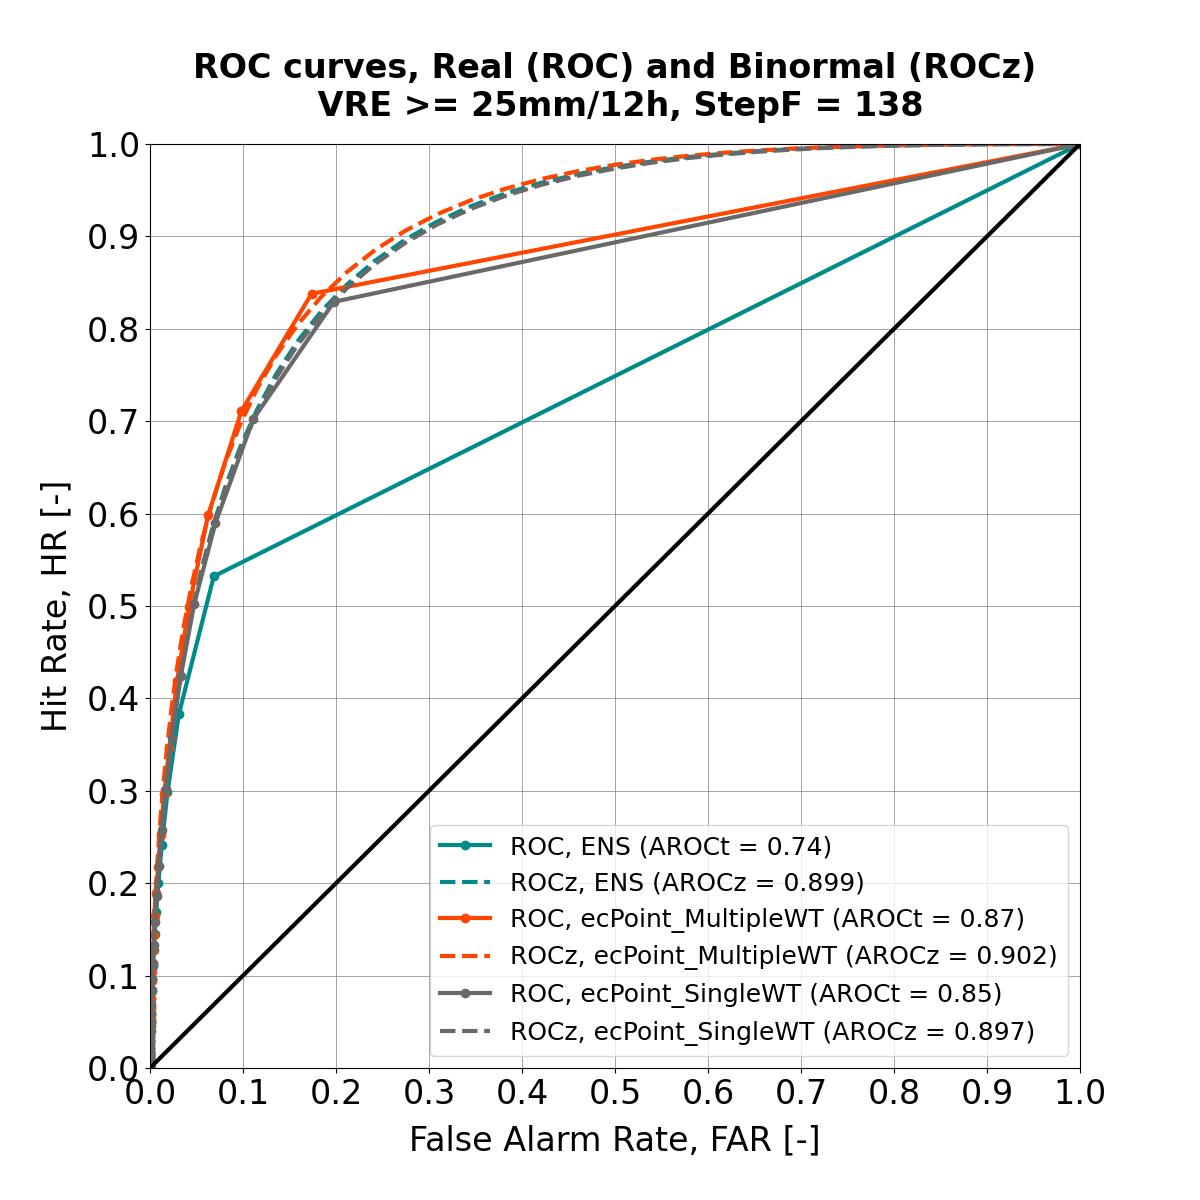 ROC curves, Real (ROC) and Binormal (ROCz)
VRE >= 25mm/12h, StepF = 138
1.0
0.9
0.8
0.7
0.6
0.5
0.4
0.3
0.2
0.1
0.0
Hit Rate, HR [-]
ROC, ENS (AROCt = 0.74)
ROCz, ENS (AROCz = 0.899)
ROC, ecPoint_MultipleWT (AROCt = 0.87)
ROCz, ecPoint_MultipleWT (AROCz = 0.902)
ROC, ecPoint_SingleWT (AROCt = 0.85)
ROCz, ecPoint_SingleWT (AROCz = 0.897)
0.0 0.1 0.2 0.3 0.4 0.5 0.6 0.7 0.8 0.9 1.0
False Alarm Rate, FAR [-]